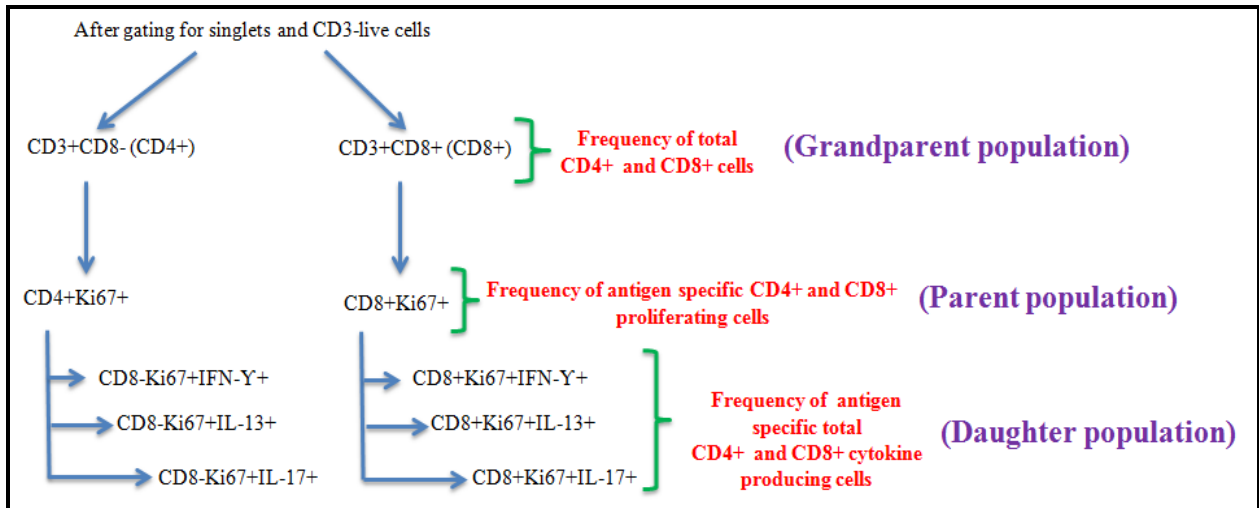 After gating for singlets and CD3-live cells
CD3+CD8- (CD4+)
CD3+CD8+ (CD8+)
Frequency of total
CD4+ and CD8+ cells
(Grandparent population)
CD4+Ki67+
CD8+Ki67+
Frequency of antigen specific CD4+ and CD8+
proliferating cells
(Parent population)
CD8-Ki67+IFN-ϒ+
CD8-Ki67+IL-13+
CD8-Ki67+IL-17+
CD8+Ki67+IFN-ϒ+
CD8+Ki67+IL-13+
CD8+Ki67+IL-17+
Frequency of antigen
specific total
CD4+ and CD8+ cytokine
producing cells
(Daughter population)